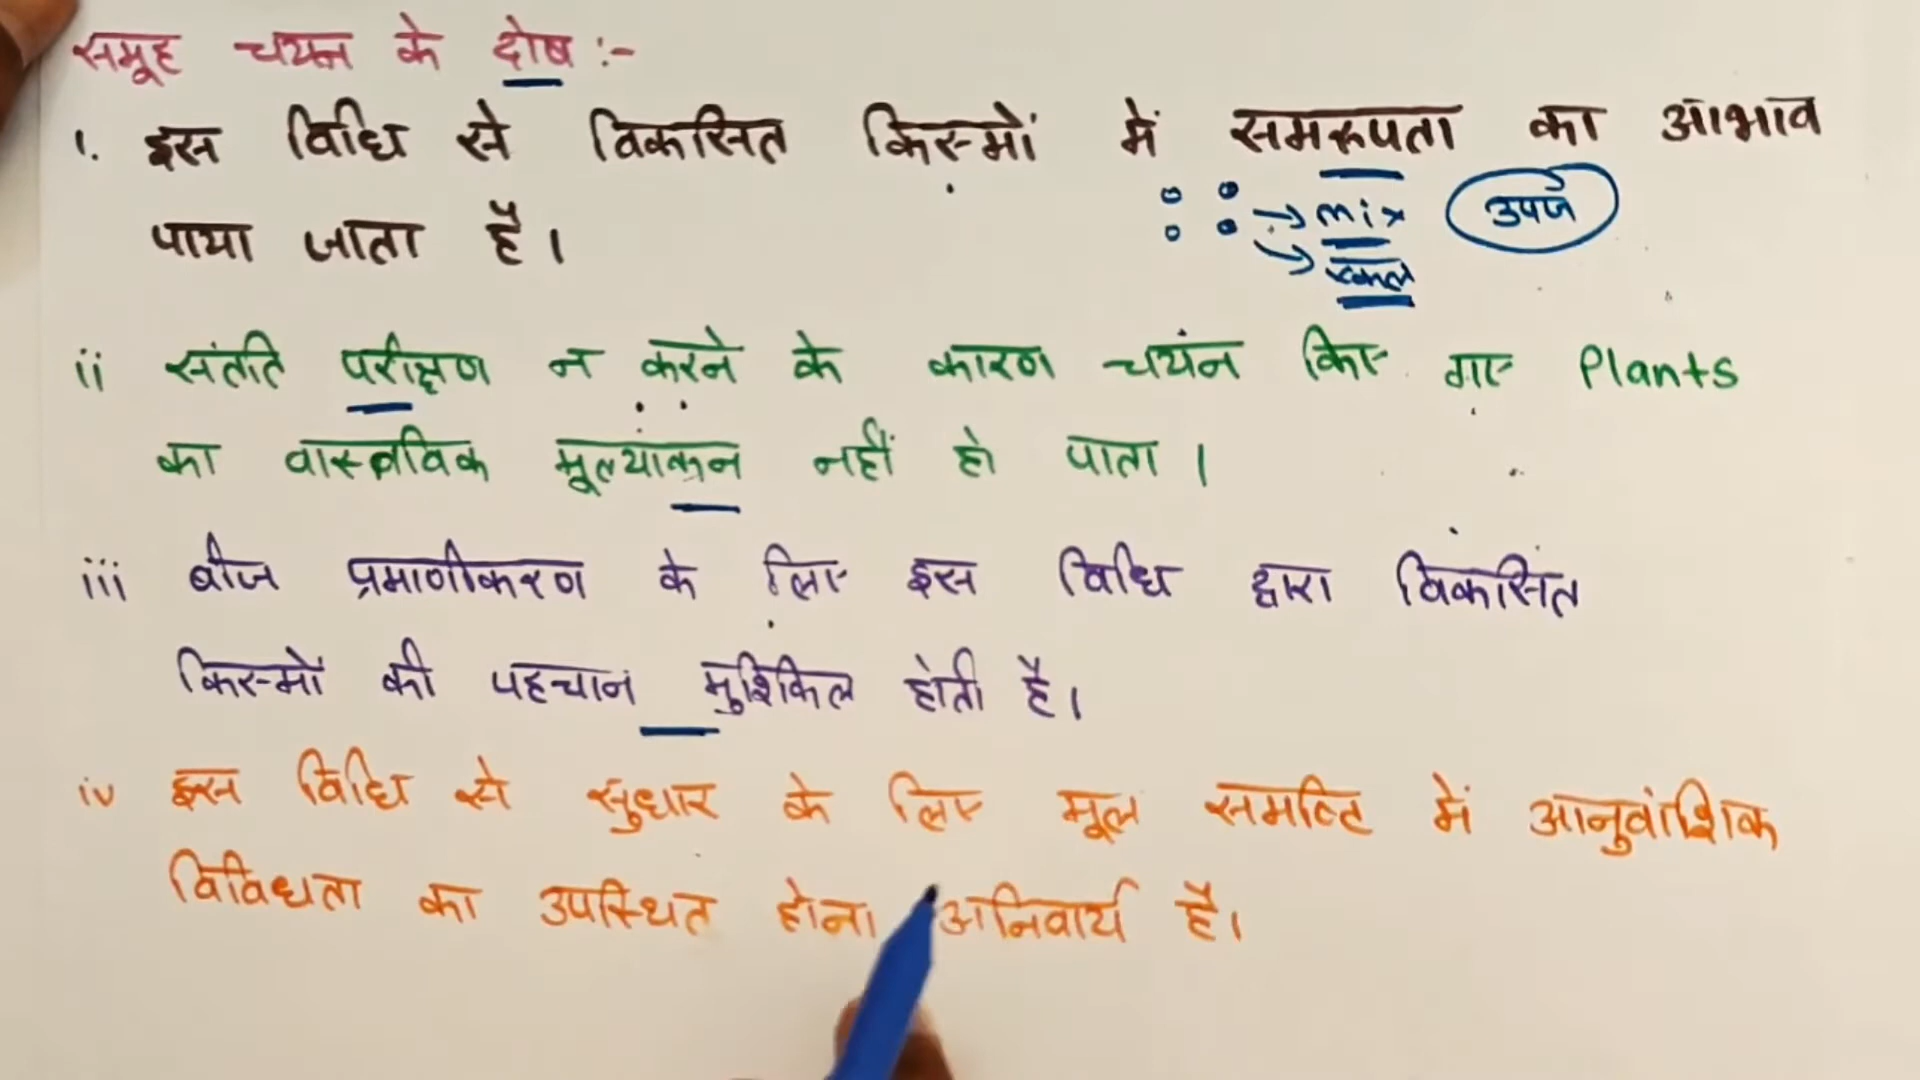 समूह चयन के दोष :-
i. इस विधि से विकसित किस्मों में समरूपता का आभाव
→ mix उपज
पाया जाता है।
ii संतति परीक्षण न करने के कारण चयन किए गए Plants
का वास्तविक मूल्यांकन नहीं हो पाता।
iii बीज प्रमाणीकरण के लिए इस विधि द्वारा विकसित
किस्मों की पहचान मुश्किल होती है।
iv इस विधि से सुधार के लिए मूल समष्टि में आनुवांशिक
विविधता का उपस्थित होना अनिवार्य है।